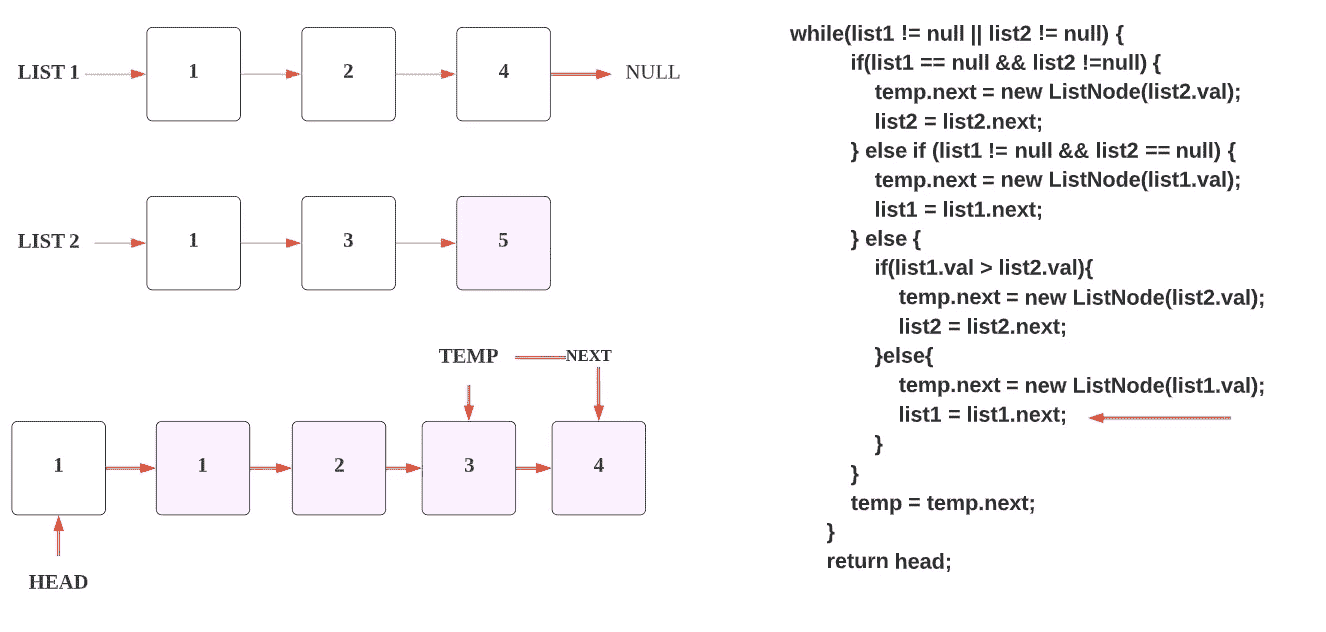 LIST 1 1 2 4 NULL
LIST 2 1 3 5
TEMP NEXT
1 1 2 3 4
HEAD
while(list1 != null || list2 != null) {
if(list1 == null && list2 !=null) {
temp.next = new ListNode(list2.val);
list2 = list2.next;
} else if (list1 != null && list2 == null) {
temp.next = new ListNode(list1.val);
list1 = list1.next;
} else {
if(list1.val > list2.val){
temp.next = new ListNode(list2.val);
list2 = list2.next;
}else{
temp.next = new ListNode(list1.val);
list1 = list1.next;
}
}
temp = temp.next;
}
return head;